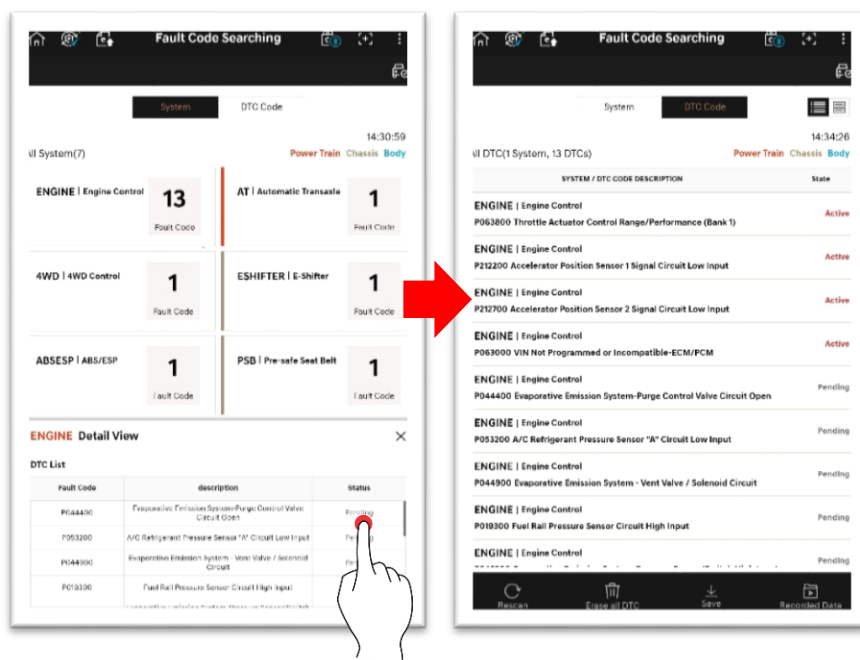 Fault Code Searching
System
DTC Code
14:30:59
All System(7)
Power Train Chassis Body
ENGINE | Engine Control
13
Fault Code
AT | Automatic Transaxle
1
Fault Code
4WD | 4WD Control
1
Fault Code
ESHIFTER | E-Shifter
1
Fault Code
ABSESP | ABS/ESP
1
Fault Code
PSB | Pre-safe Seat Belt
1
Fault Code
ENGINE Detail View
DTC List
Fault Code description Status
P044400 Evaporative Emission System-Purge Control Valve
Circuit Open Pending
P053200 A/C Refrigerant Pressure Sensor "A" Circuit Low Input
P044900 Evaporative Emission System - Vent Valve / Solenoid
Circuit
P019300 Fuel Rail Pressure Sensor Circuit High Input
Fault Code Searching
System
DTC Code
14:34:26
All DTC(1 System, 13 DTCs)
Power Train Chassis Body
SYSTEM / DTC CODE DESCRIPTION State
ENGINE | Engine Control
P063800 Throttle Actuator Control Range/Performance (Bank 1) Active
ENGINE | Engine Control
P212200 Accelerator Position Sensor 1 Signal Circuit Low Input Active
ENGINE | Engine Control
P212700 Accelerator Position Sensor 2 Signal Circuit Low Input Active
ENGINE | Engine Control
P063000 VIN Not Programmed or Incompatible-ECM/PCM Active
ENGINE | Engine Control
P044400 Evaporative Emission System-Purge Control Valve Circuit Open Pending
ENGINE | Engine Control
P053200 A/C Refrigerant Pressure Sensor "A" Circuit Low Input Pending
ENGINE | Engine Control
P044900 Evaporative Emission System - Vent Valve / Solenoid Circuit Pending
ENGINE | Engine Control
P019300 Fuel Rail Pressure Sensor Circuit High Input Pending
ENGINE | Engine Control
Pending
Rescan
Erase all DTC
Save
Recorded Data